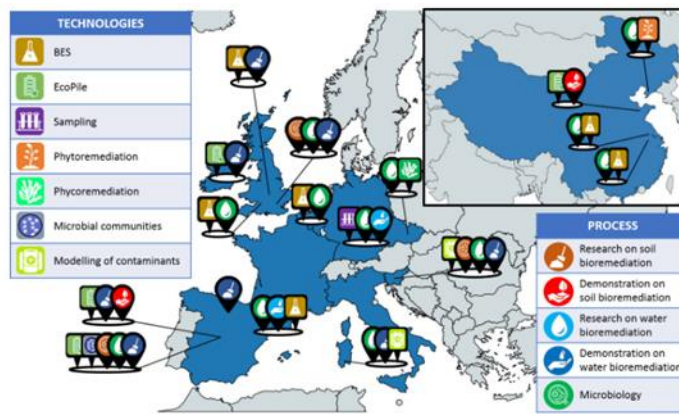 TECHNOLOGIES
BES
EcoPile
Sampling
Phytoremediation
Phycoremediation
Microbial communities
Modelling of contaminants
PROCESS
Research on soil
bioremediation
Demonstration on
soil bioremediation
Research on water
bioremediation
Demonstration on
water bioremediation
Microbiology